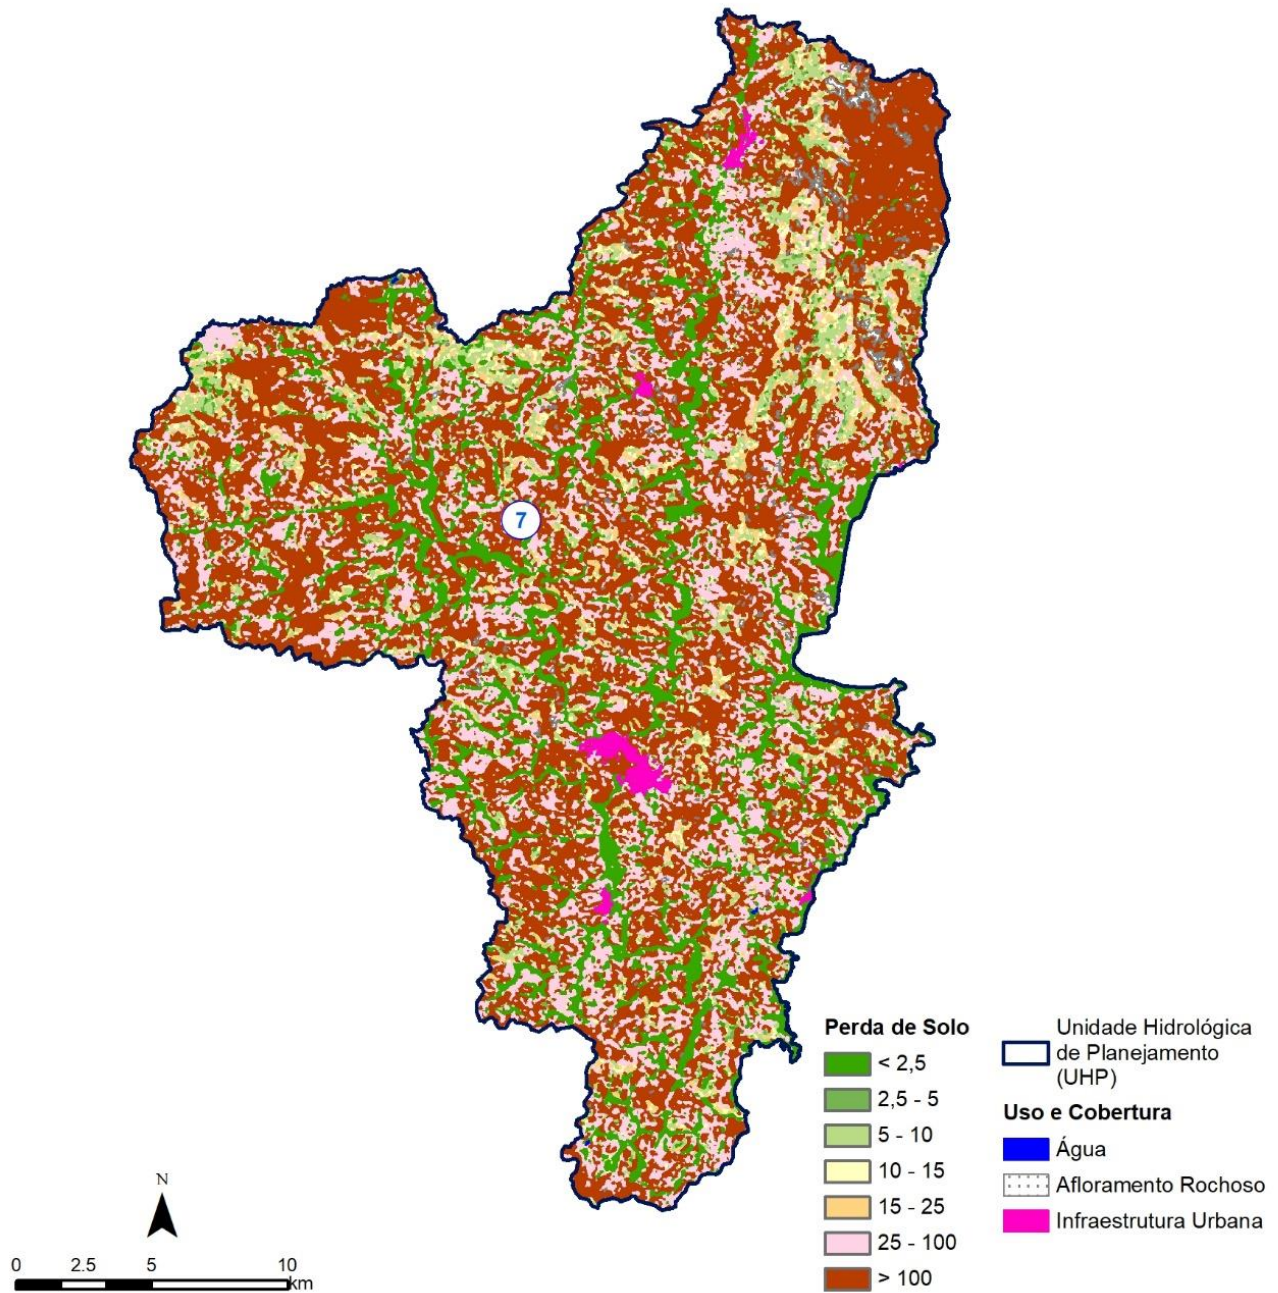 7
Perda de Solo
< 2,5
2,5 - 5
5 - 10
10 - 15
15 - 25
25 - 100
> 100
Unidade Hidrológica
de Planejamento
(UHP)
Uso e Cobertura
Água
Afloramento Rochoso
Infraestrutura Urbana
N
0 2.5 5 10
km